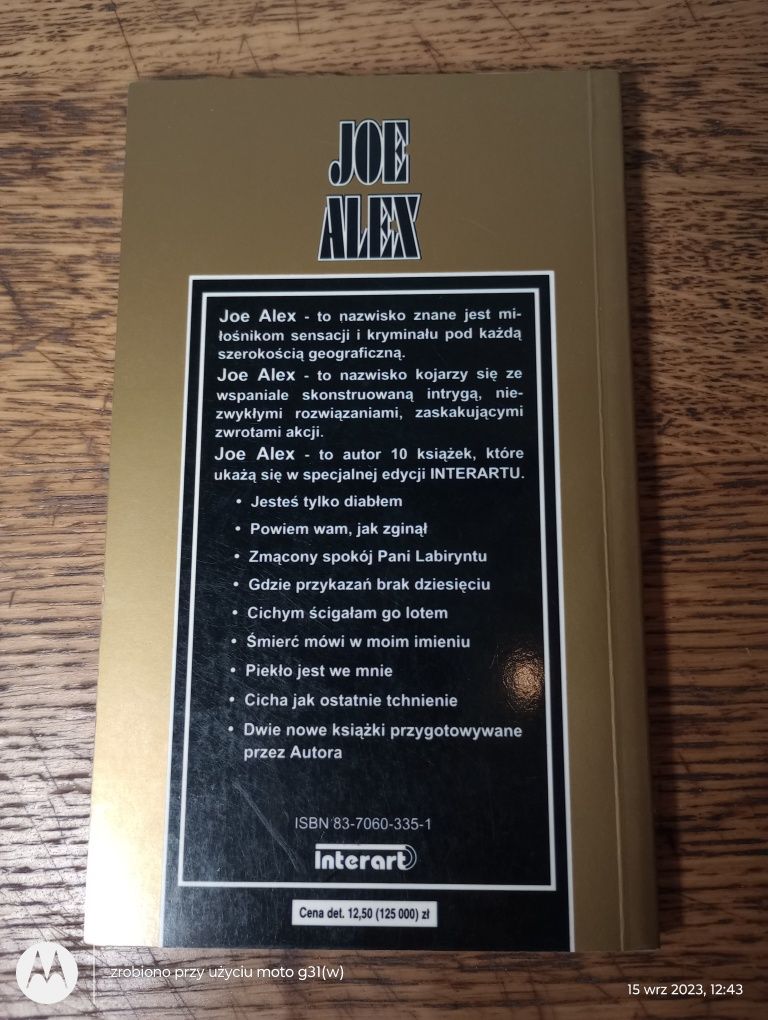 JOE
ALEX
Joe Alex - to nazwisko znane jest mi-
łośnikom sensacji i kryminału pod każdą
szerokością geograficzną.
Joe Alex - to nazwisko kojarzy się ze
wspaniale skonstruowaną intrygą, nie-
zwykłymi rozwiązaniami, zaskakującymi
zwrotami akcji.
Joe Alex - to autor 10 książek, które
ukażą się w specjalnej edycji INTERARTU.
• Jesteś tylko diabłem
• Powiem wam, jak zginął
• Zmącony spokój Pani Labiryntu
• Gdzie przykazań brak dziesięciu
• Cichym ścigałam go lotem
• Śmierć mówi w moim imieniu
• Piekło jest we mnie
• Cicha jak ostatnie tchnienie
• Dwie nowe książki przygotowywane
przez Autora
ISBN 83-7060-335-1
Interart
Cena det. 12,50 (125 000) zł
zrobiono przy użyciu moto g31(w)
15 wrz 2023, 12:43